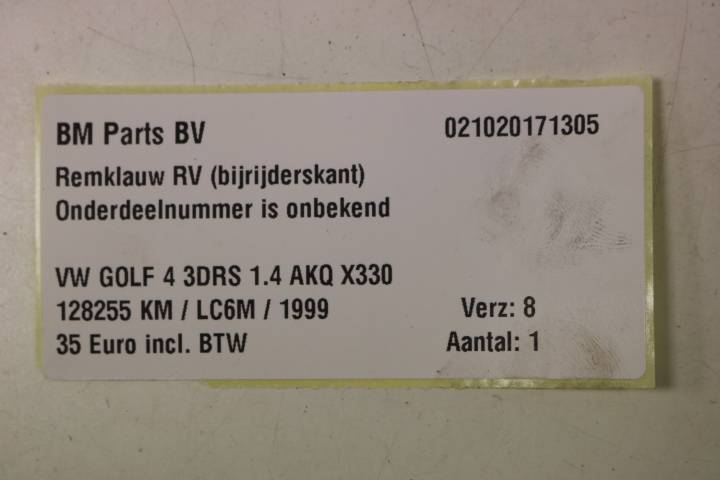 BM Parts BV 021020171305
Remklauw RV (bijrijderskant)
Onderdeelnummer is onbekend
VW GOLF 4 3DRS 1.4 AKQ X330
128255 KM / LC6M / 1999 Verz: 8
35 Euro incl. BTW Aantal: 1